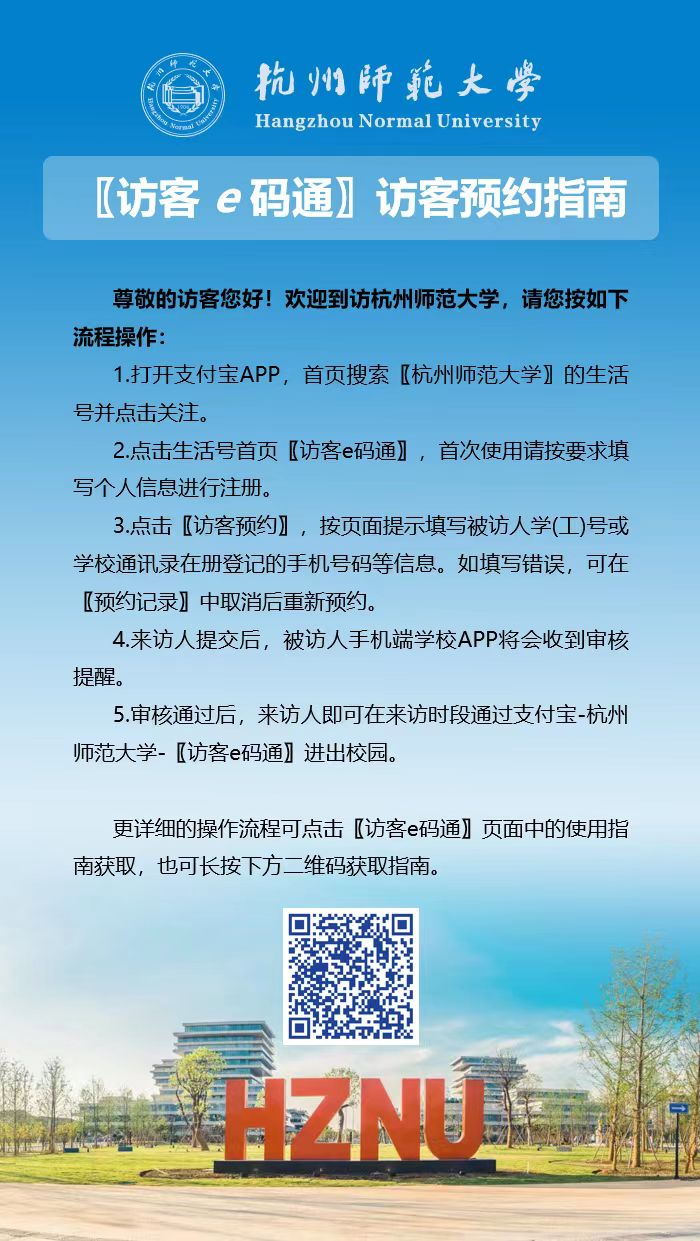 杭州师范大学
Hangzhou Normal University
1908
杭州師範大學
Hangzhou Normal University
〖访客 e 码通〗访客预约指南
尊敬的访客您好！欢迎到访杭州师范大学，请您按如下
流程操作：
1.打开支付宝APP，首页搜索〖杭州师范大学〗的生活
号并点击关注。
2.点击生活号首页〖访客e码通〗，首次使用请按要求填
写个人信息进行注册。
3.点击〖访客预约〗，按页面提示填写被访人学(工)号或
学校通讯录在册登记的手机号码等信息。如填写错误，可在
〖预约记录〗中取消后重新预约。
4.来访人提交后，被访人手机端学校APP将会收到审核
提醒。
5.审核通过后，来访人即可在来访时段通过支付宝-杭州
师范大学-〖访客e码通〗进出校园。
更详细的操作流程可点击〖访客e码通〗页面中的使用指
南获取，也可长按下方二维码获取指南。
HZNU